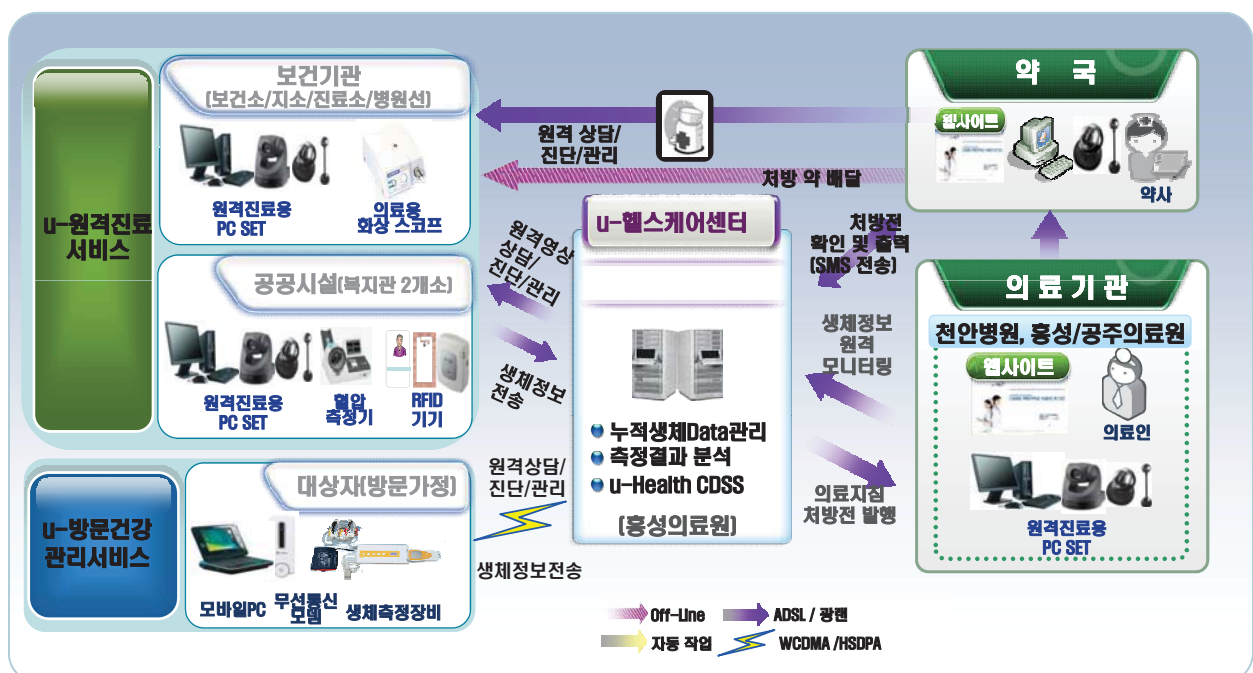 u-원격진료
서비스
보건기관
(보건소/지소/진료소/병원선)
원격진료용
PC SET
의료용
화상 스코프
공공시설(복지관 2개소)
원격진료용
PC SET
혈압
측정기
RFID
기기
u-방문건강
관리서비스
대상자(방문가정)
모바일PC
무선통신
모뎀
생체측정장비
원격 상담/
진단/관리
처방 약 배달
원격영상
상담/
진단/관리
생체정보
전송
원격상담/
진단/관리
생체정보전송
u-헬스케어센터
누적생체Data관리
측정결과 분석
u-Health CDSS
(홍성의료원)
처방전
확인 및 출력
(SMS 전송)
생체정보
원격
모니터링
의료지침
처방전 발행
약 국
웹사이트
약사
의료기관
천안병원, 홍성/공주의료원
웹사이트
의료인
원격진료용
PC SET
Off-Line
ADSL / 광랜
자동 작업
WCDMA /HSDPA